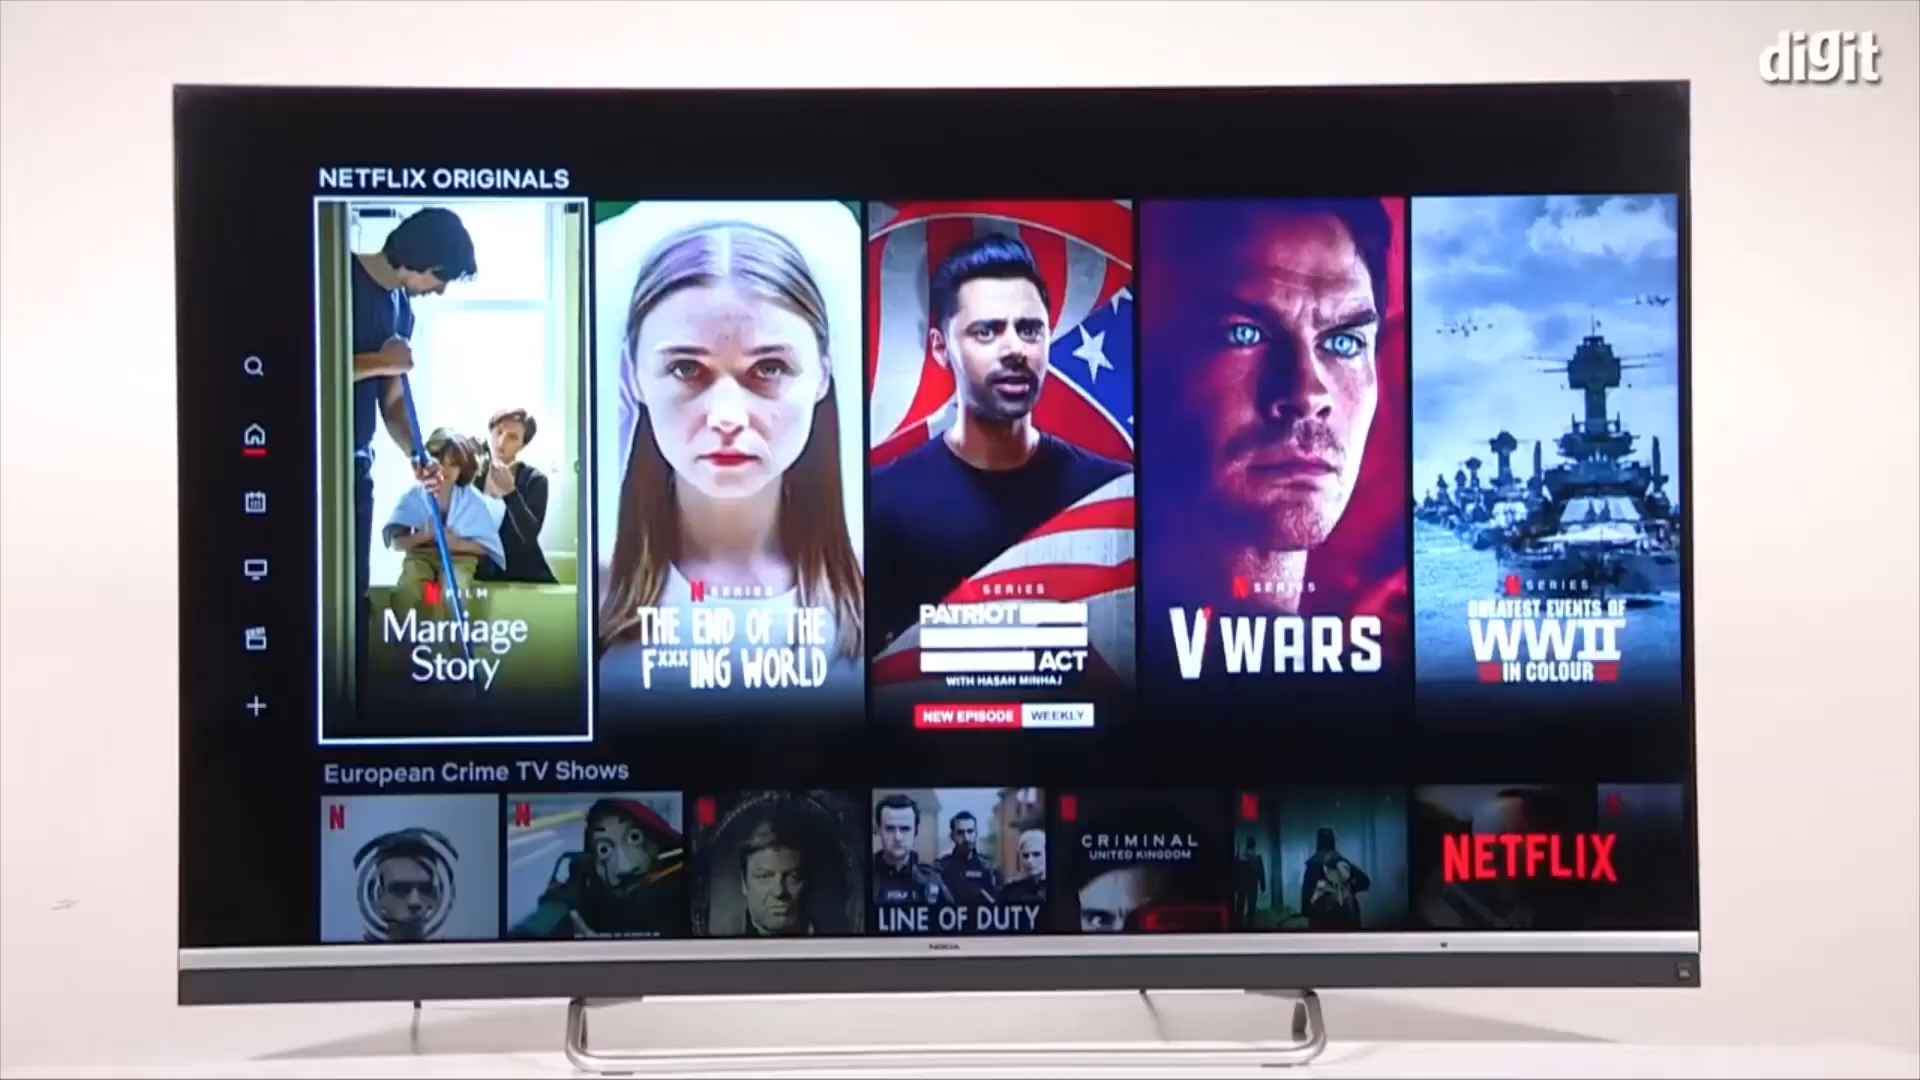 digit
NETFLIX ORIGINALS
N FILM
Marriage
Story
N SERIES
THE END OF THE
F***ING WORLD
SERIES
PATRIOT
ACT
WITH HASAN MINHAJ
NEW EPISODE WEEKLY
N SERIES
V WARS
N SERIES
GREATEST EVENTS OF
WWII
IN COLOUR
European Crime TV Shows
N
N
N
LINE OF DUTY
N
CRIMINAL
UNITED KINGDOM
N
NETFLIX
NOKIA